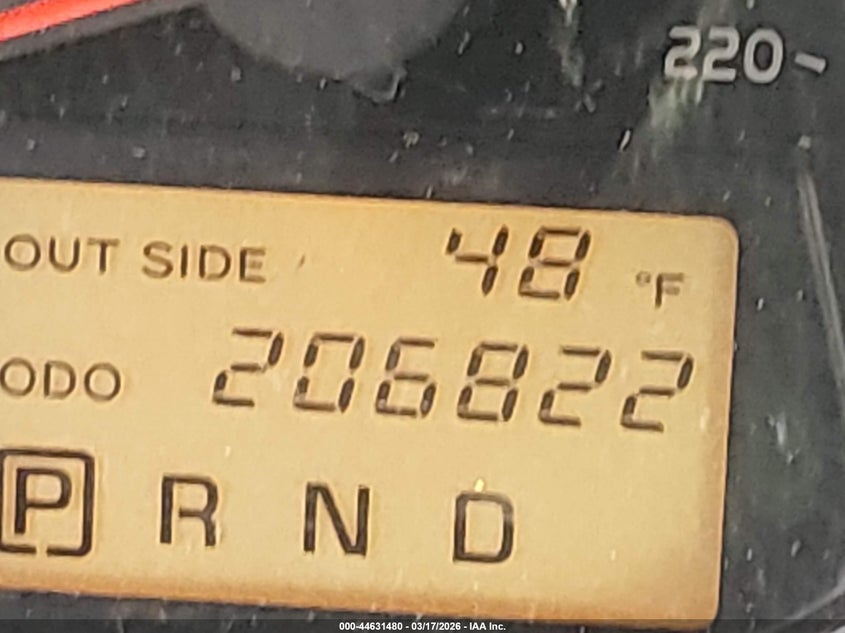 220-
OUT SIDE 48 °F
ODO 206822
P R N D
000-44631480 - 03/17/2026 - IAA Inc.